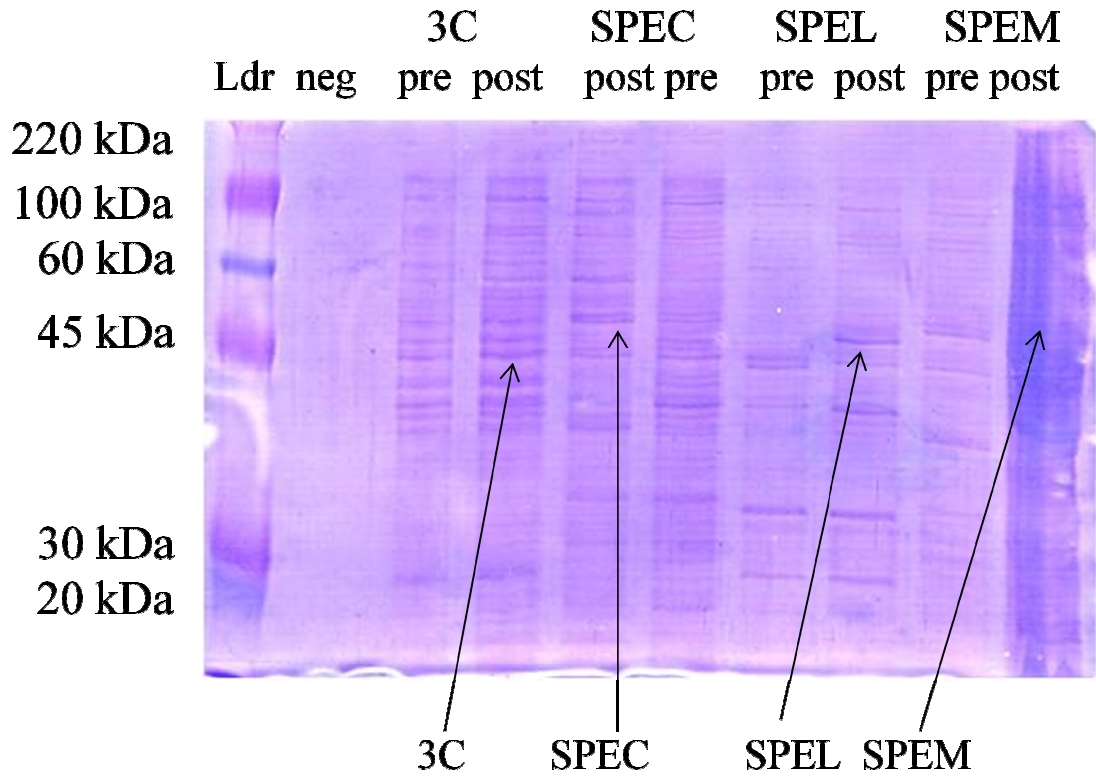 3C SPEC SPEL SPEM
Ldr neg pre post post pre pre post pre post
220 kDa
100 kDa
60 kDa
45 kDa
30 kDa
20 kDa
3C SPEC SPEL SPEM